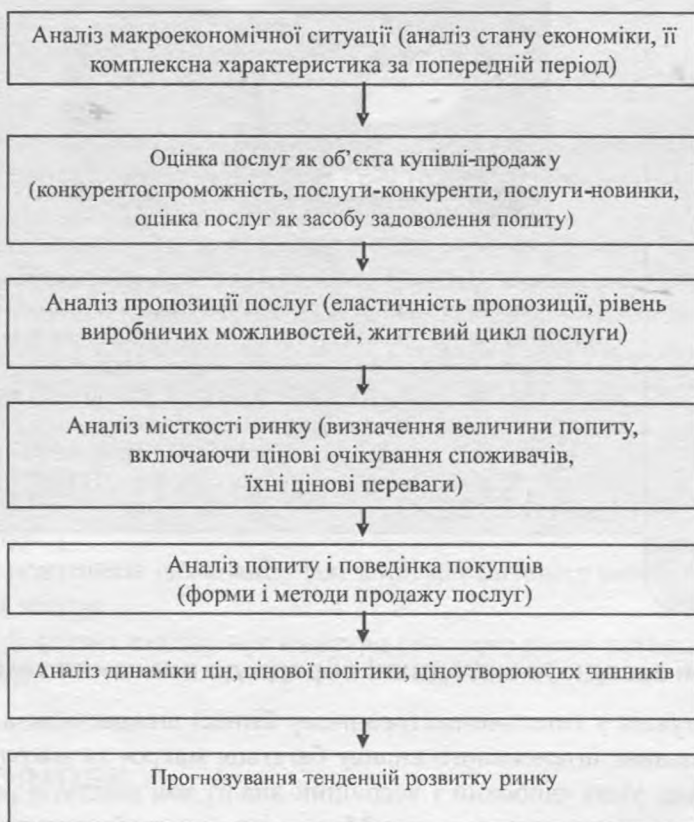 Аналіз макроекономічної ситуації (аналіз стану економіки, її
комплексна характеристика за попередній період)
Оцінка послуг як об’єкта купівлі-продажу
(конкурентоспроможність, послуги-конкуренти, послуги-новинки,
оцінка послуг як засобу задоволення попиту)
Аналіз пропозиції послуг (еластичність пропозиції, рівень
виробничих можливостей, життєвий цикл послуги)
Аналіз місткості ринку (визначення величини попиту,
включаючи цінові очікування споживачів,
їхні цінові переваги)
Аналіз попиту і поведінка покупців
(форми і методи продажу послуг)
Аналіз динаміки цін, цінової політики, ціноутворюючих чинників
Прогнозування тенденцій розвитку ринку